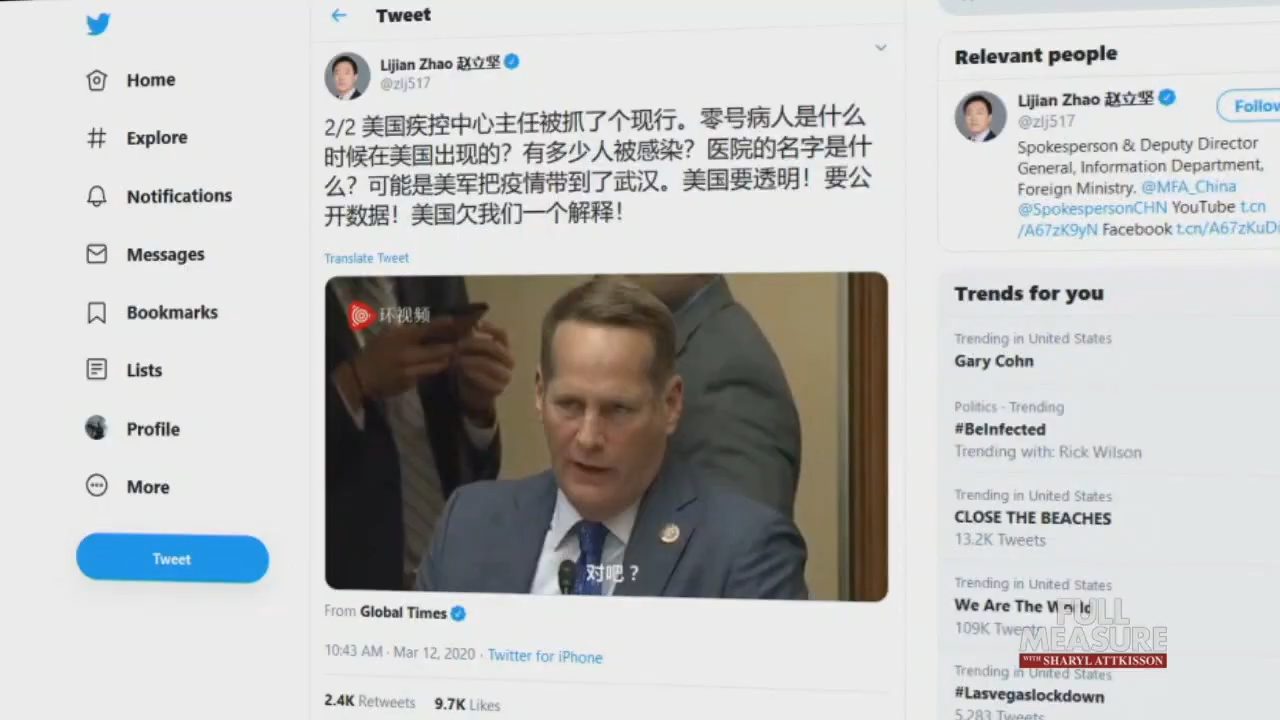 Home
Explore
Notifications
Messages
Bookmarks
Lists
Profile
More
Tweet
Tweet
Lijian Zhao 赵立坚
@zlj517
2/2 美国疾控中心主任被抓了个现行。零号病人是什么
时候在美国出现的？有多少人被感染？医院的名字是什
么？可能是美军把疫情带到了武汉。美国要透明！要公
开数据！美国欠我们一个解释！
Translate Tweet
环视频
对吧？
From Global Times
10:43 AM · Mar 12, 2020 · Twitter for iPhone
2.4K Retweets 9.7K Likes
Relevant people
Lijian Zhao 赵立坚
@zlj517
Follow
Spokesperson & Deputy Director
General, Information Department,
Foreign Ministry. @MFA_China
@SpokespersonCHN YouTube t.cn
/A67zK9yN Facebook t.cn/A67zKuD
Trends for you
Trending in United States
Gary Cohn
Politics · Trending
#BeInfected
Trending with: Rick Wilson
Trending in United States
CLOSE THE BEACHES
13.2K Tweets
Trending in United States
We Are The World
109K Tweets
Trending in United States
#Lasvegaslockdown
5,283 Tweets
FULL
MEASURE
WITH SHARYL ATTKISSON